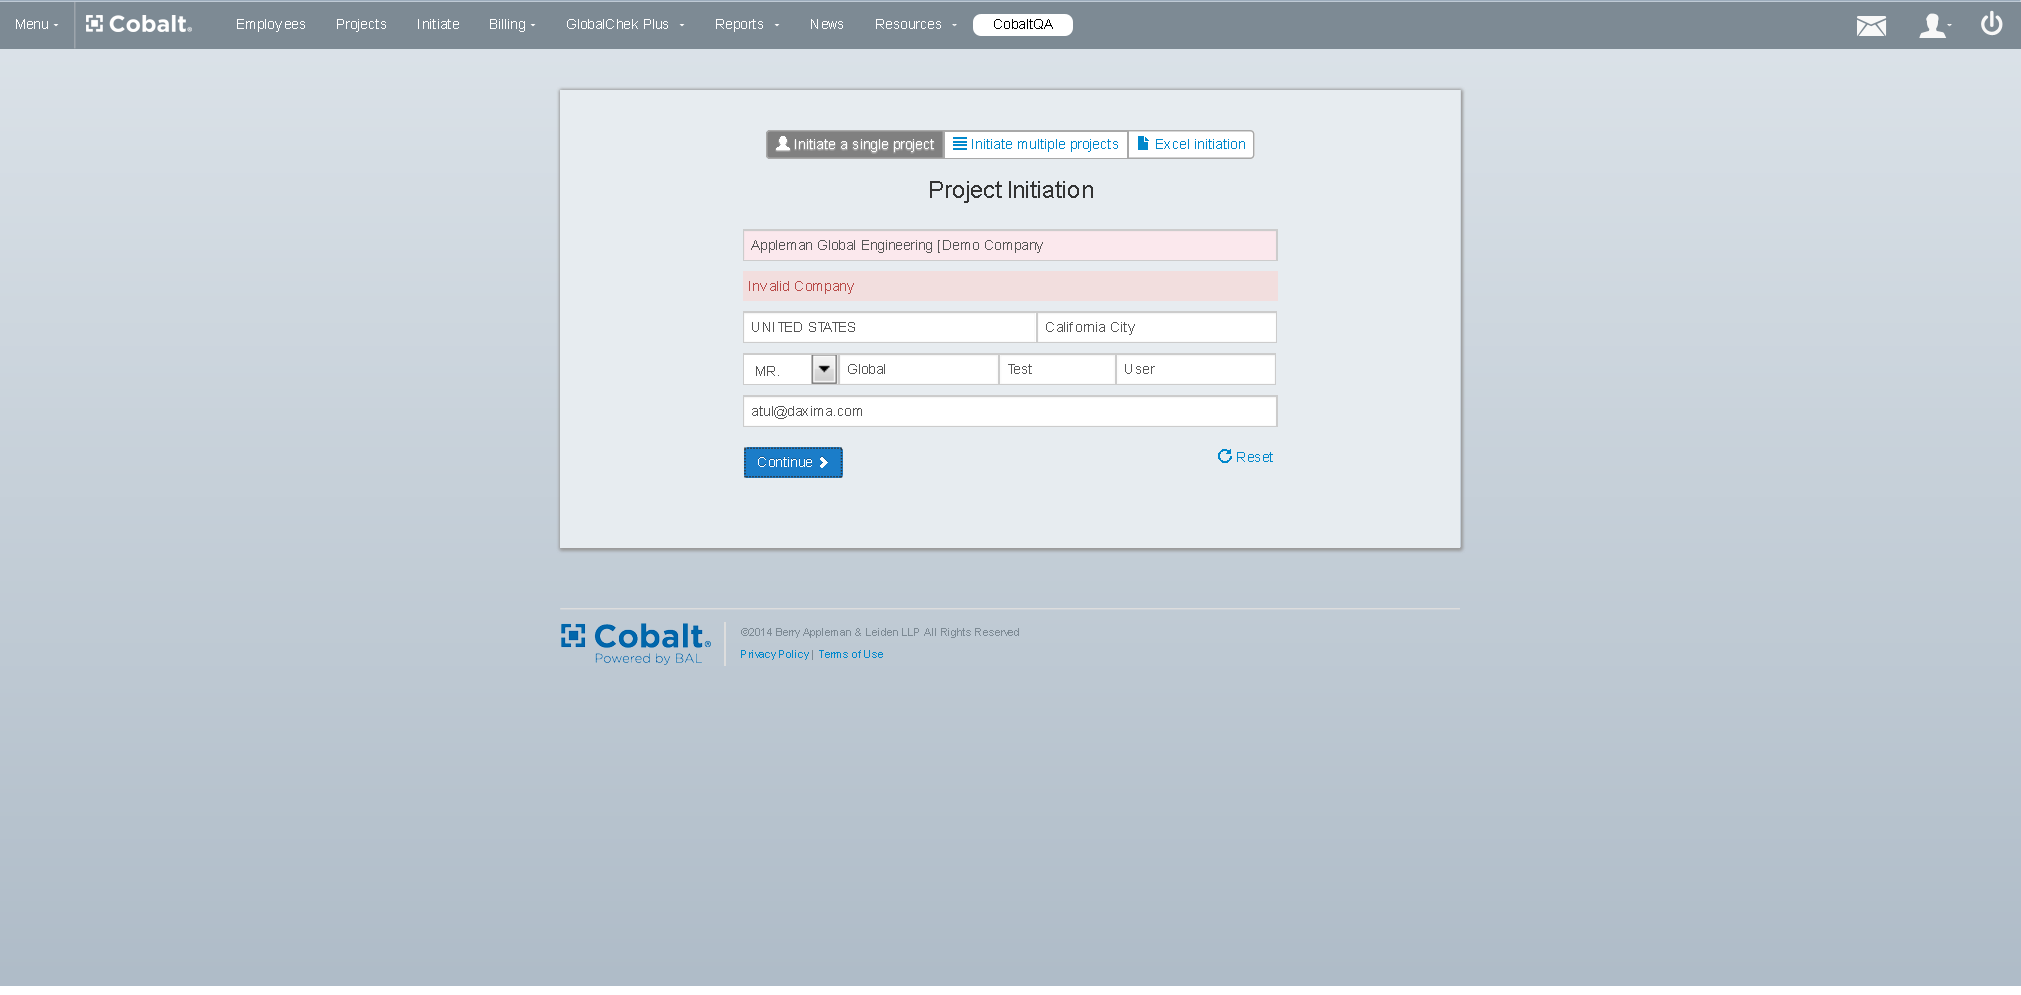 Menu Cobalt. Employees Projects Initiate Billing GlobalChek Plus Reports News Resources CobaltQA
Initiate a single project Initiate multiple projects Excel initiation
Project Initiation
Appleman Global Engineering [Demo Company
Invalid Company
UNITED STATES California City
MR. Global Test User
atul@daxima.com
Continue Reset
Cobalt.® ©2014 Berry Appleman & Leiden LLP. All Rights Reserved
Powered by BAL Privacy Policy | Terms of Use